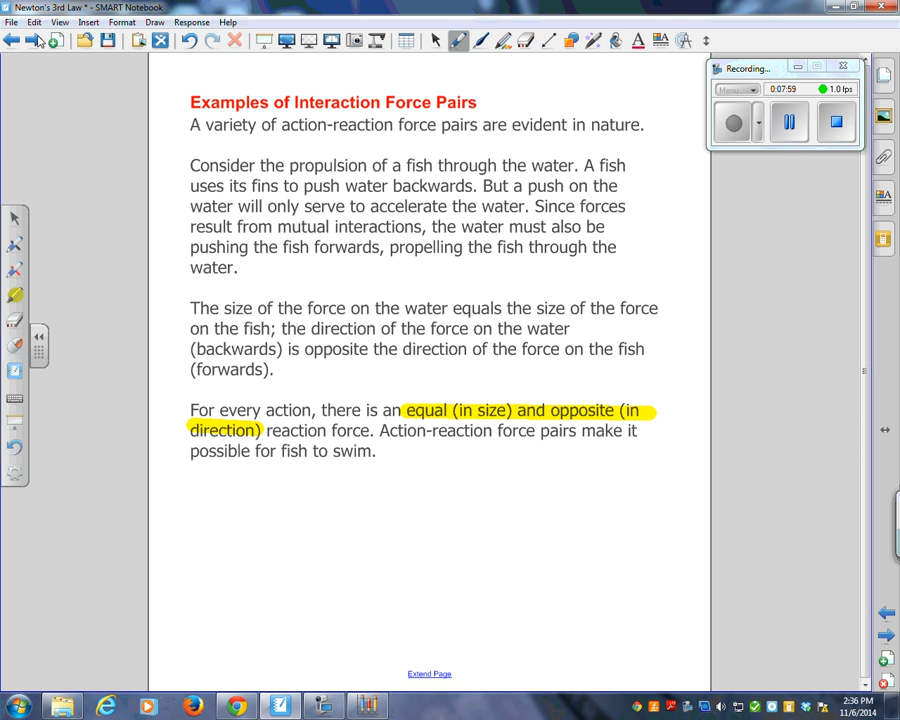 Newton's 3rd Law * - SMART Notebook
File Edit View Insert Format Draw Response Help
Recording...
Menu 0:07:59 1.0 fps
Examples of Interaction Force Pairs
A variety of action-reaction force pairs are evident in nature.
Consider the propulsion of a fish through the water. A fish
uses its fins to push water backwards. But a push on the
water will only serve to accelerate the water. Since forces
result from mutual interactions, the water must also be
pushing the fish forwards, propelling the fish through the
water.
The size of the force on the water equals the size of the force
on the fish; the direction of the force on the water
(backwards) is opposite the direction of the force on the fish
(forwards).
For every action, there is an equal (in size) and opposite (in
direction) reaction force. Action-reaction force pairs make it
possible for fish to swim.
Extend Page
2:36 PM
11/6/2014